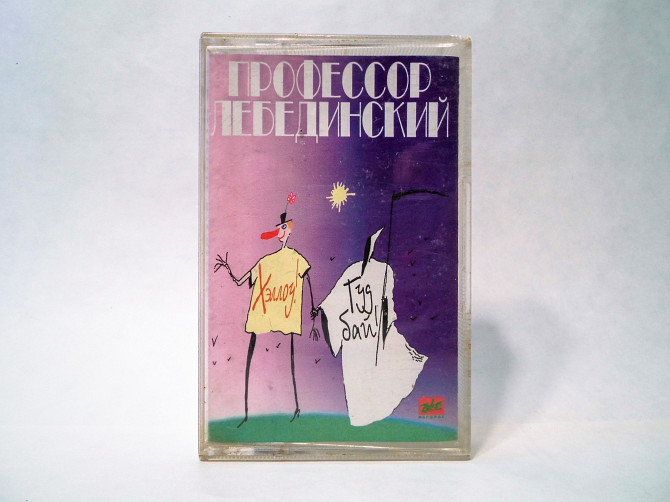 ПРОФЕССОР
ЛЕБЕДИНСКИЙ
Хэллоу!
Гуд
бай!